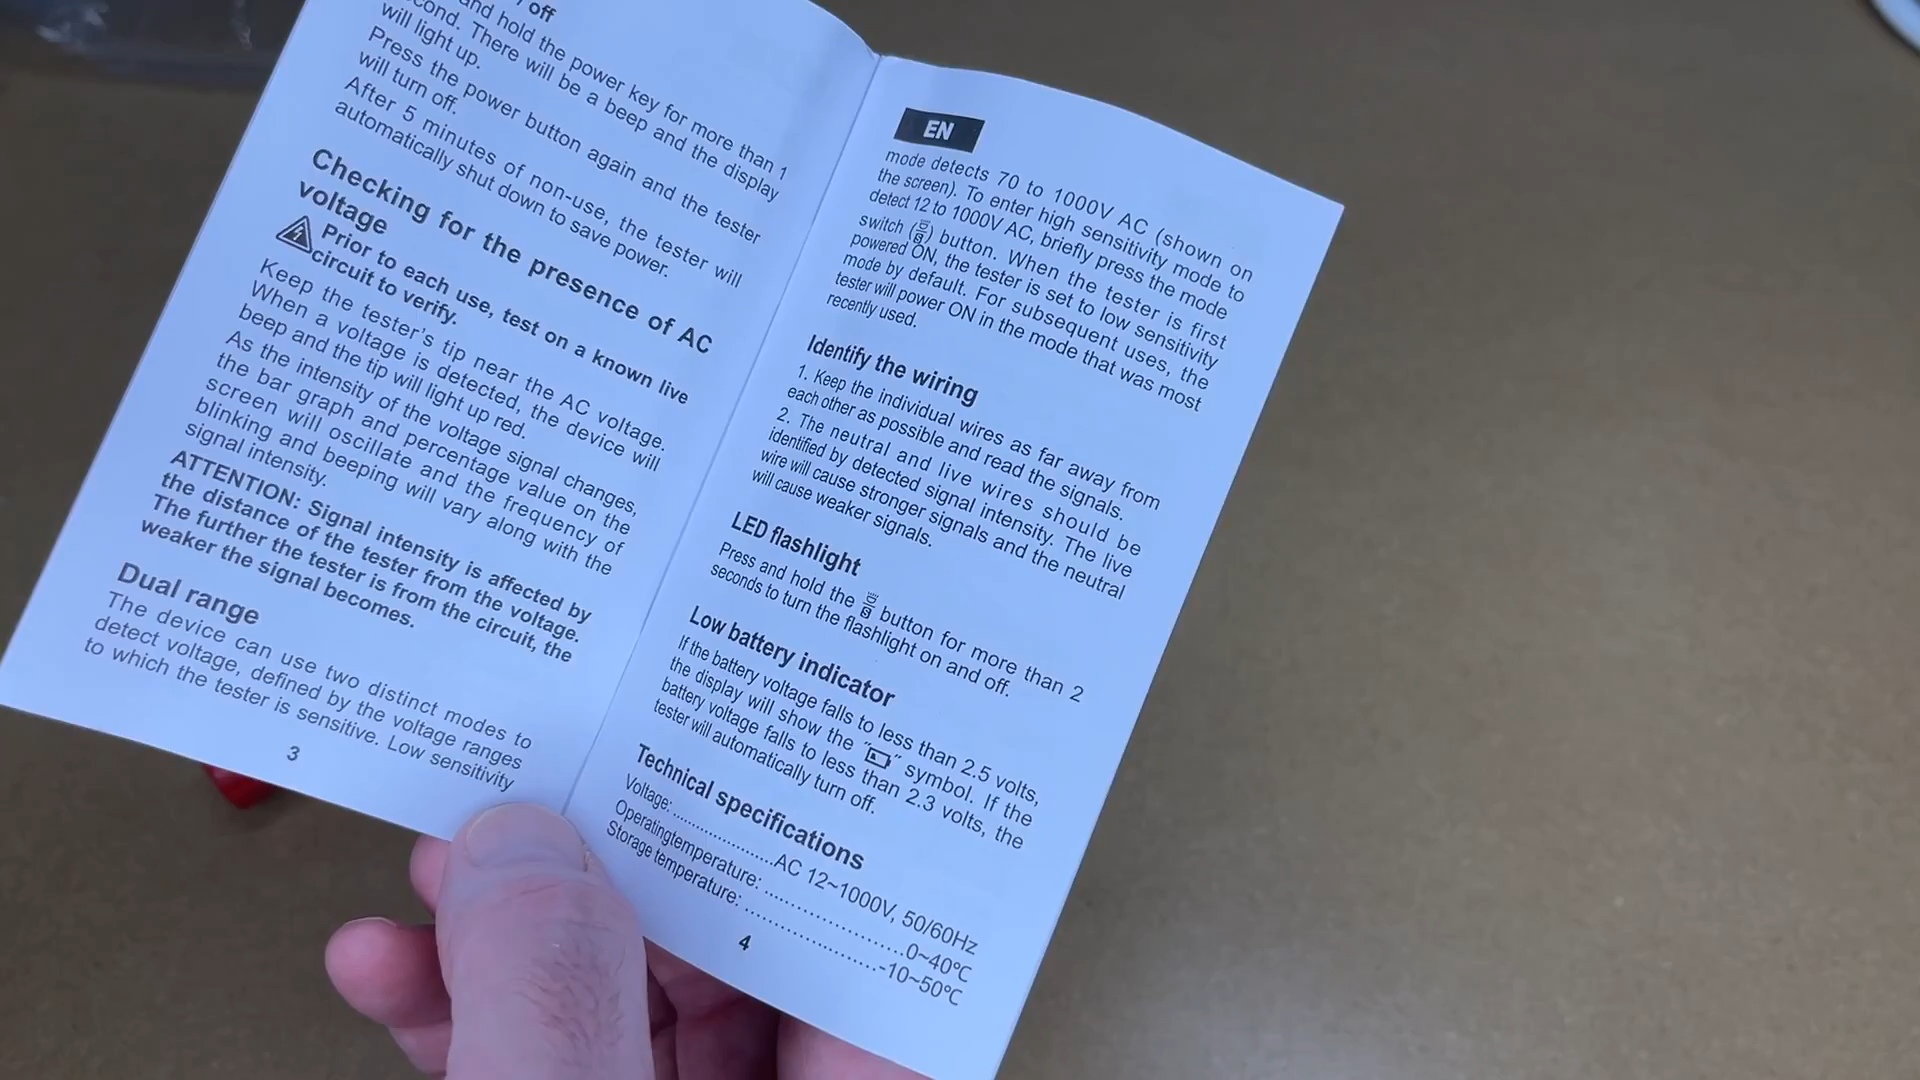 off
and hold the power key for more than 1
second. There will be a beep and the display
will light up.
Press the power button again and the tester
will turn off.
After 5 minutes of non-use, the tester will
automatically shut down to save power.
Checking for the presence of AC
voltage
Prior to each use, test on a known live
circuit to verify.
Keep the tester's tip near the AC voltage.
When a voltage is detected, the device will
beep and the tip will light up red.
As the intensity of the voltage signal changes,
the bar graph and percentage value on the
screen will oscillate and the frequency of
blinking and beeping will vary along with the
signal intensity.
ATTENTION: Signal intensity is affected by
the distance of the tester from the voltage.
The further the tester is from the circuit, the
weaker the signal becomes.
Dual range
The device can use two distinct modes to
detect voltage, defined by the voltage ranges
to which the tester is sensitive. Low sensitivity
3
EN
mode detects 70 to 1000V AC (shown on
the screen). To enter high sensitivity mode to
detect 12 to 1000V AC, briefly press the mode
switch ( ) button. When the tester is first
powered ON, the tester is set to low sensitivity
mode by default. For subsequent uses, the
tester will power ON in the mode that was most
recently used.
Identify the wiring
1. Keep the individual wires as far away from
each other as possible and read the signals.
2. The neutral and live wires should be
identified by detected signal intensity. The live
wire will cause stronger signals and the neutral
will cause weaker signals.
LED flashlight
Press and hold the button for more than 2
seconds to turn the flashlight on and off.
Low battery indicator
If the battery voltage falls to less than 2.5 volts,
the display will show the " " symbol. If the
battery voltage falls to less than 2.3 volts, the
tester will automatically turn off.
Technical specifications
Voltage: ...................AC 12~1000V, 50/60Hz
Operatingtemperature: .........................0~40℃
Storage temperature: ........................-10~50℃
4